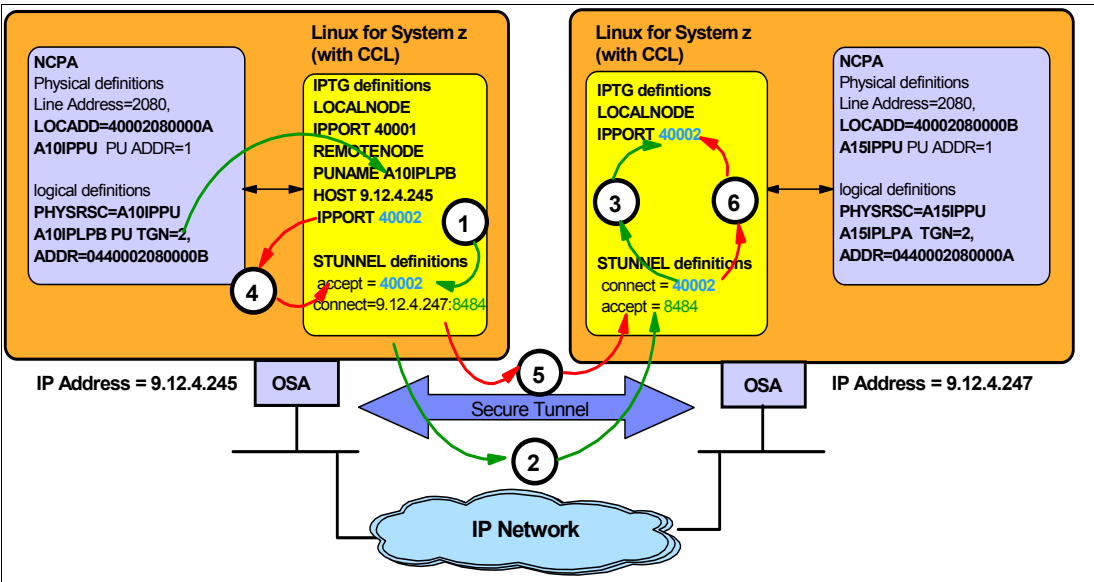 Linux for System z
(with CCL)
NCPA
Physical definitions
Line Address=2080,
LOCADD=40002080000A
A10IPPU PU ADDR=1
logical definitions
PHYSRSC=A10IPPU
A10IPLPB PU TGN=2,
ADDR=0440002080000B
IPTG definitions
LOCALNODE
IPPORT 40001
REMOTENODE
PUNAME A10IPLPB
HOST 9.12.4.245
IPPORT 40002
1
STUNNEL definitions
accept = 40002
connect=9.12.4.247:8484
4
Linux for System z
(with CCL)
IPTG defintions
LOCALNODE
IPPORT 40002
3
6
STUNNEL definitions
connect = 40002
accept = 8484
NCPA
Physical definitions
Line Address=2080,
LOCADD=40002080000B
A15IPPU PU ADDR=1
logical definitions
PHYSRSC=A15IPPU
A15IPLPA TGN=2,
ADDR=0440002080000A
IP Address = 9.12.4.245
OSA
5
OSA
IP Address = 9.12.4.247
Secure Tunnel
2
IP Network